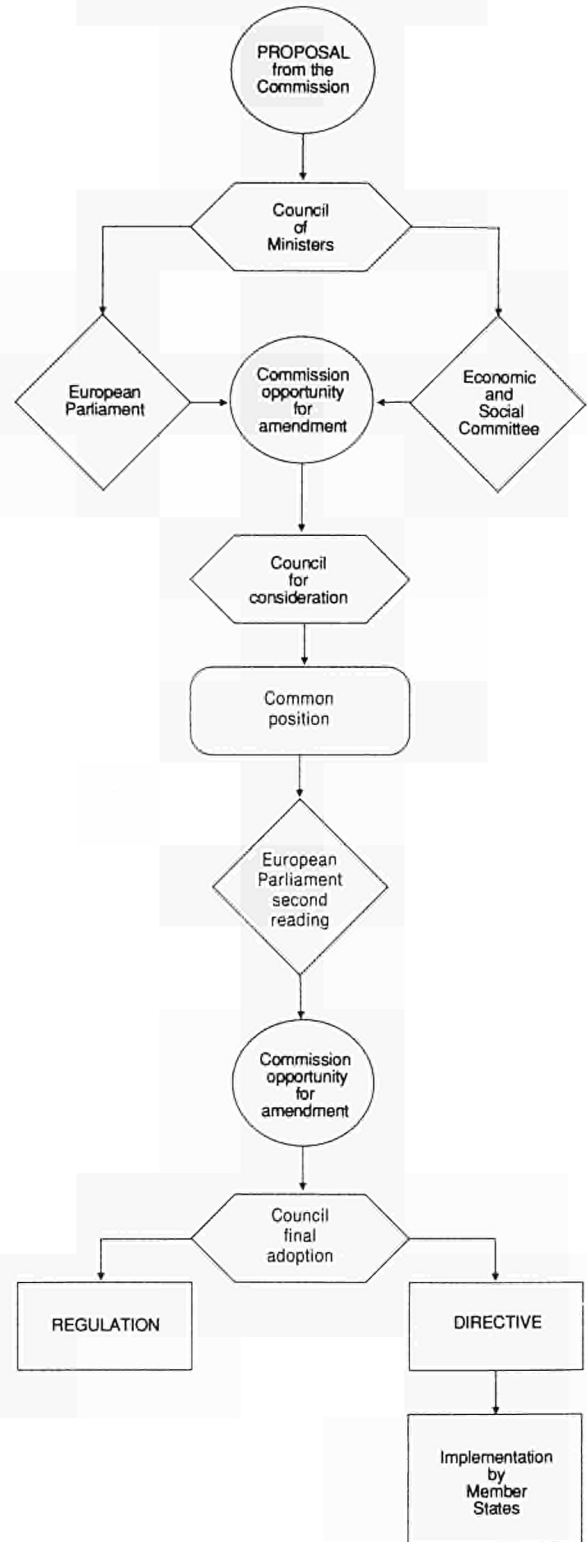 PROPOSAL
from the
Commission
Council
of
Ministers
European
Parliament
Commission
opportunity
for
amendment
Economic
and
Social
Committee
Council
for
consideration
Common
position
European
Parliament
second
reading
Commission
opportunity
for
amendment
Council
final
adoption
REGULATION
DIRECTIVE
Implementation
by
Member
States